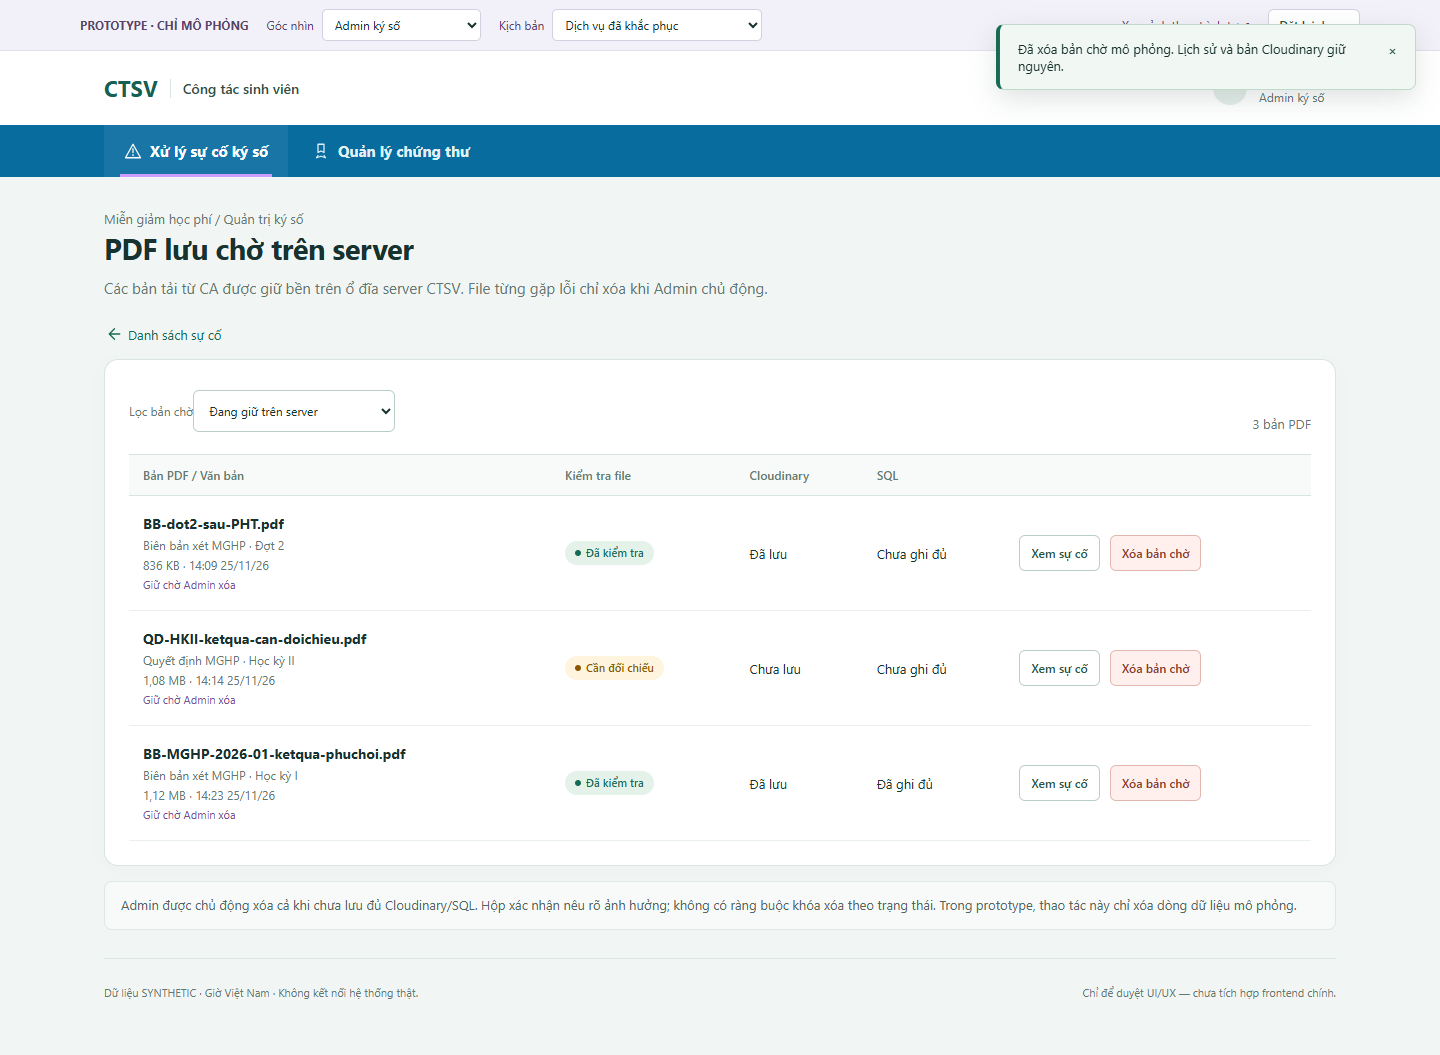 PROTOTYPE · CHỈ MÔ PHỎNG
Góc nhìn
Admin ký số
Kịch bản
Dịch vụ đã khắc phục
Đã xóa bản chờ mô phỏng. Lịch sử và bản Cloudinary giữ nguyên.
×
CTSV
Công tác sinh viên
Admin ký số
Xử lý sự cố ký số
Quản lý chứng thư
Miễn giảm học phí / Quản trị ký số
PDF lưu chờ trên server
Các bản tải từ CA được giữ bền trên ổ đĩa server CTSV. File từng gặp lỗi chỉ xóa khi Admin chủ động.
Danh sách sự cố
Lọc bản chờ
Đang giữ trên server
3 bản PDF
Bản PDF / Văn bản
Kiểm tra file
Cloudinary
SQL
BB-dot2-sau-PHT.pdf
Biên bản xét MGHP · Đợt 2
836 KB · 14:09 25/11/26
Giữ chờ Admin xóa
Đã kiểm tra
Đã lưu
Chưa ghi đủ
Xem sự cố
Xóa bản chờ
QD-HKII-ketqua-can-doichieu.pdf
Quyết định MGHP · Học kỳ II
1,08 MB · 14:14 25/11/26
Giữ chờ Admin xóa
Cần đối chiếu
Chưa lưu
Chưa ghi đủ
Xem sự cố
Xóa bản chờ
BB-MGHP-2026-01-ketqua-phuchoi.pdf
Biên bản xét MGHP · Học kỳ I
1,12 MB · 14:23 25/11/26
Giữ chờ Admin xóa
Đã kiểm tra
Đã lưu
Đã ghi đủ
Xem sự cố
Xóa bản chờ
Admin được chủ động xóa cả khi chưa lưu đủ Cloudinary/SQL. Hộp xác nhận nêu rõ ảnh hưởng; không có ràng buộc khóa xóa theo trạng thái. Trong prototype, thao tác này chỉ xóa dòng dữ liệu mô phỏng.
Dữ liệu SYNTHETIC · Giờ Việt Nam · Không kết nối hệ thống thật.
Chỉ để duyệt UI/UX — chưa tích hợp frontend chính.